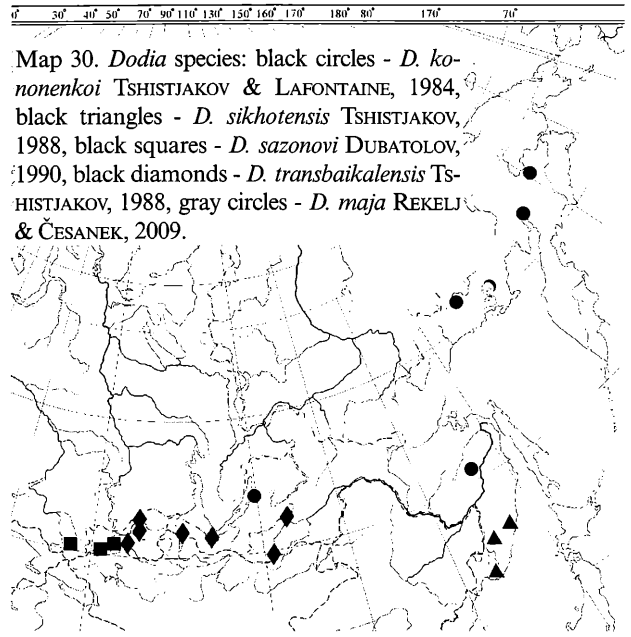 0° 30° 40° 50° 70° 90° 110° 130° 150° 160° 170° 180° 80° 170° 70°
Map 30. Dodia species: black circles - D. ko-
nonenkoi TSHISTJAKOV & LAFONTAINE, 1984,
black triangles - D. sikhotensis TSHISTJAKOV,
1988, black squares - D. sazonovi DUBATOLOV,
1990, black diamonds - D. transbaikalensis TS-
HISTJAKOV, 1988, gray circles - D. maja REKELJ
& ČESANEK, 2009.